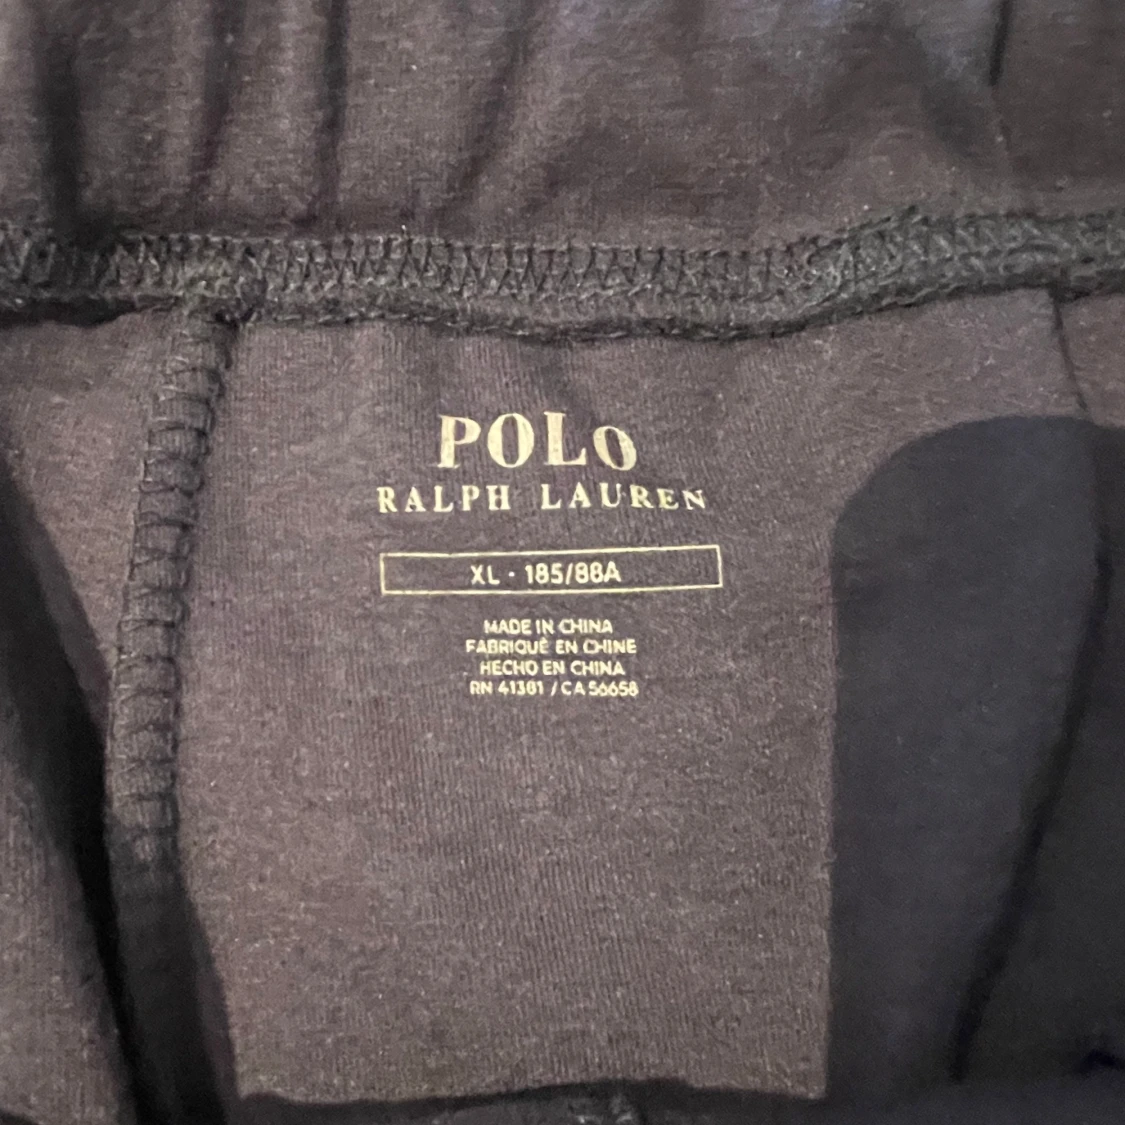 POLO
RALPH LAUREN
XL · 185/88A
MADE IN CHINA
FABRIQUÉ EN CHINE
HECHO EN CHINA
RN 41381 / CA 56658